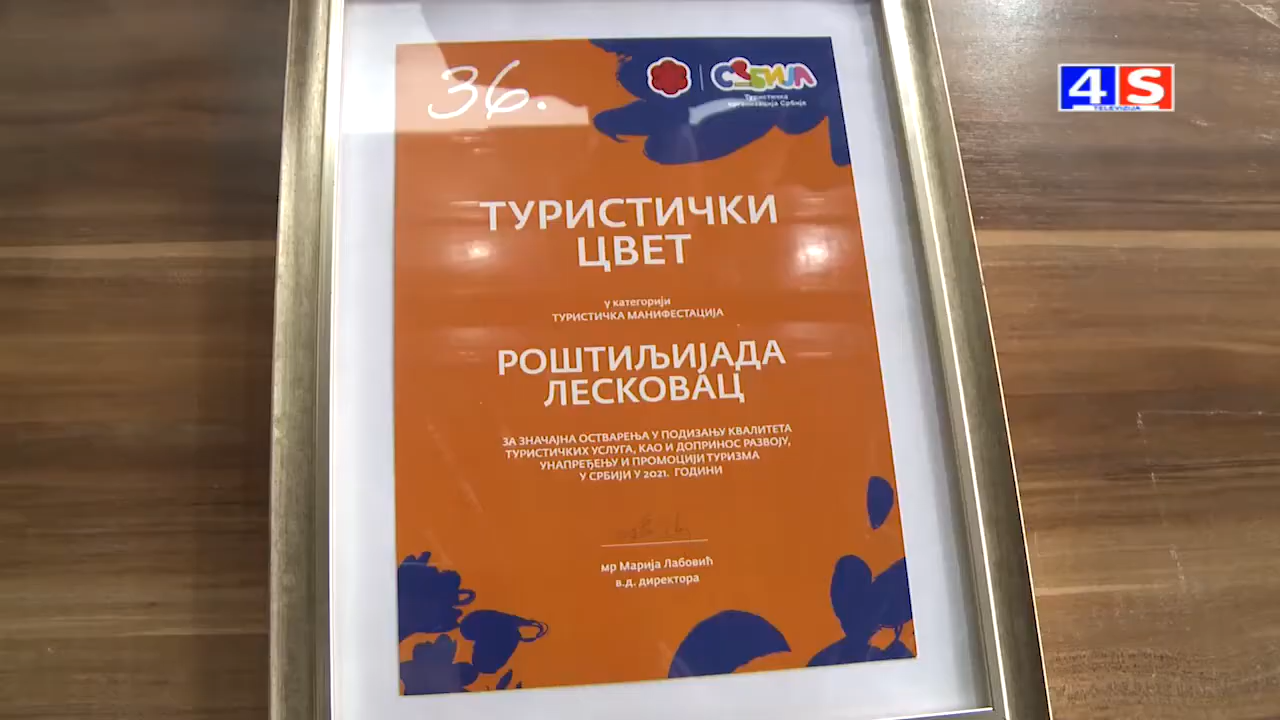 36.
СРБИЈА
Туристичка
организација Србије
4S
TELEVIZIJA
ТУРИСТИЧКИ
ЦВЕТ
у категорији
ТУРИСТИЧКА МАНИФЕСТАЦИЈА
РОШТИЉИЈАДА
ЛЕСКОВАЦ
ЗА ЗНАЧАЈНА ОСТВАРЕЊА У ПОДИЗАЊУ КВАЛИТЕТА
ТУРИСТИЧКИХ УСЛУГА, КАО И ДОПРИНОС РАЗВОЈУ,
УНАПРЕЂЕЊУ И ПРОМОЦИЈИ ТУРИЗМА
У СРБИЈИ У 2021. ГОДИНИ
мр Марија Лабовић
в.д. директора